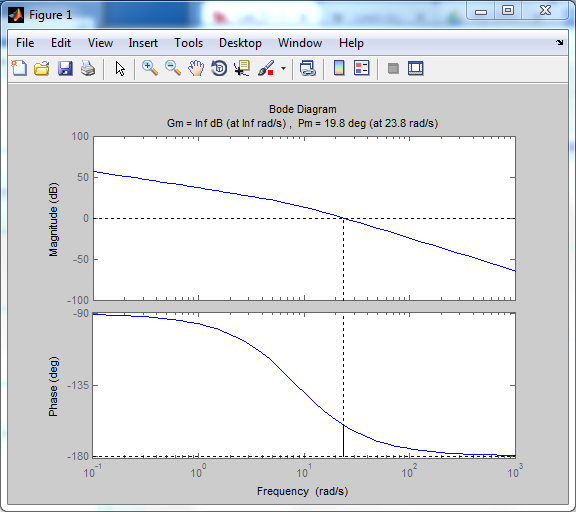 Figure 1
File Edit View Insert Tools Desktop Window Help
Bode Diagram
Gm = Inf dB (at Inf rad/s) , Pm = 19.8 deg (at 23.8 rad/s)
Magnitude (dB)
100
50
0
-50
-100
Phase (deg)
-90
-135
-180
10^-1 10^0 10^1 10^2 10^3
Frequency (rad/s)